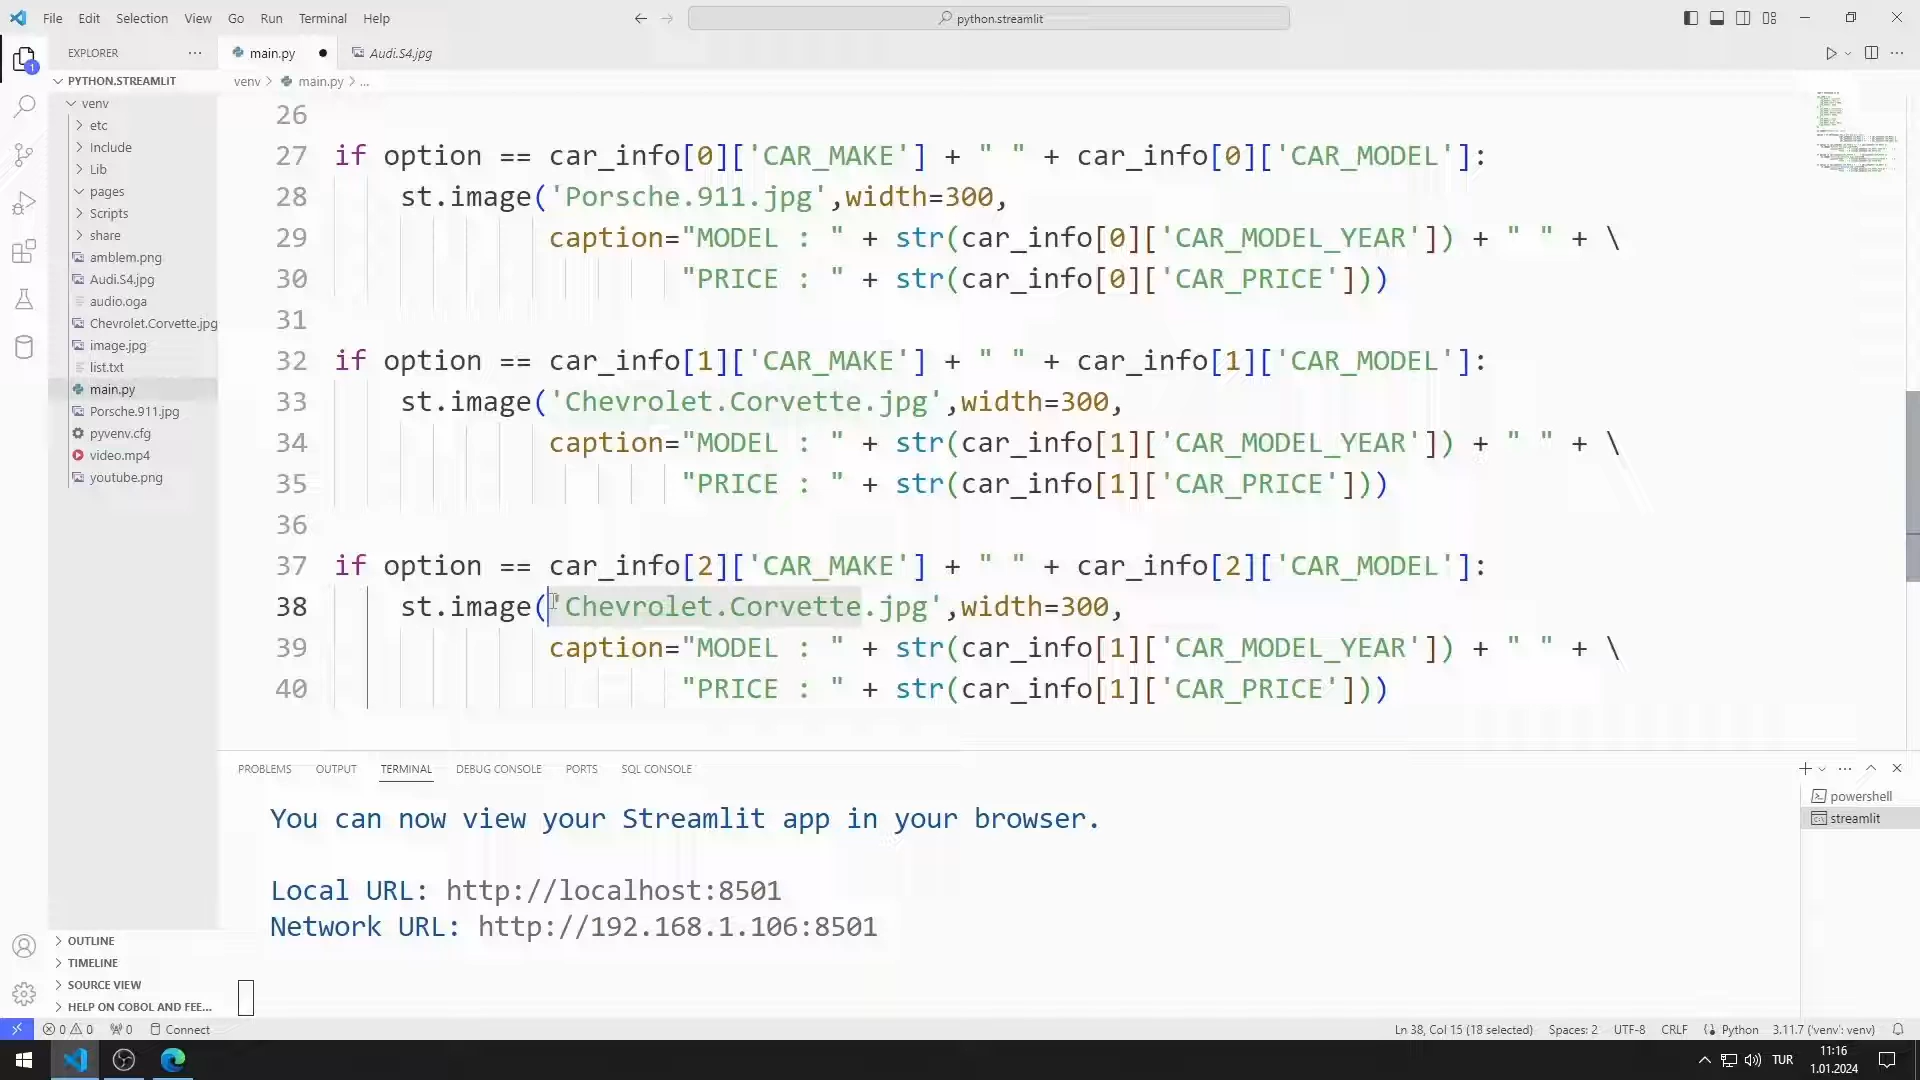 File Edit Selection View Go Run Terminal Help
python.streamlit
EXPLORER
main.py
Audi.S4.jpg
PYTHON.STREAMLIT
venv > main.py > ...
venv
etc
Include
Lib
pages
Scripts
share
amblem.png
Audi.S4.jpg
audio.oga
Chevrolet.Corvette.jpg
image.jpg
list.txt
main.py
Porsche.911.jpg
pyvenv.cfg
video.mp4
youtube.png
OUTLINE
TIMELINE
SOURCE VIEW
HELP ON COBOL AND FEE...
26
27 if option == car_info[0]['CAR_MAKE'] + " " + car_info[0]['CAR_MODEL']:
28 st.image('Porsche.911.jpg',width=300,
29 caption="MODEL : " + str(car_info[0]['CAR_MODEL_YEAR']) + " " + \
30 "PRICE : " + str(car_info[0]['CAR_PRICE']))
31
32 if option == car_info[1]['CAR_MAKE'] + " " + car_info[1]['CAR_MODEL']:
33 st.image('Chevrolet.Corvette.jpg',width=300,
34 caption="MODEL : " + str(car_info[1]['CAR_MODEL_YEAR']) + " " + \
35 "PRICE : " + str(car_info[1]['CAR_PRICE']))
36
37 if option == car_info[2]['CAR_MAKE'] + " " + car_info[2]['CAR_MODEL']:
38 st.image('Chevrolet.Corvette.jpg',width=300,
39 caption="MODEL : " + str(car_info[1]['CAR_MODEL_YEAR']) + " " + \
40 "PRICE : " + str(car_info[1]['CAR_PRICE']))
PROBLEMS OUTPUT TERMINAL DEBUG CONSOLE PORTS SQL CONSOLE
You can now view your Streamlit app in your browser.
Local URL: http://localhost:8501
Network URL: http://192.168.1.106:8501
powershell
streamlit
0 0 0 Connect
Ln 38, Col 15 (18 selected) Spaces: 2 UTF-8 CRLF Python 3.11.7 ('venv': venv)
TUR
11:16
1.01.2024